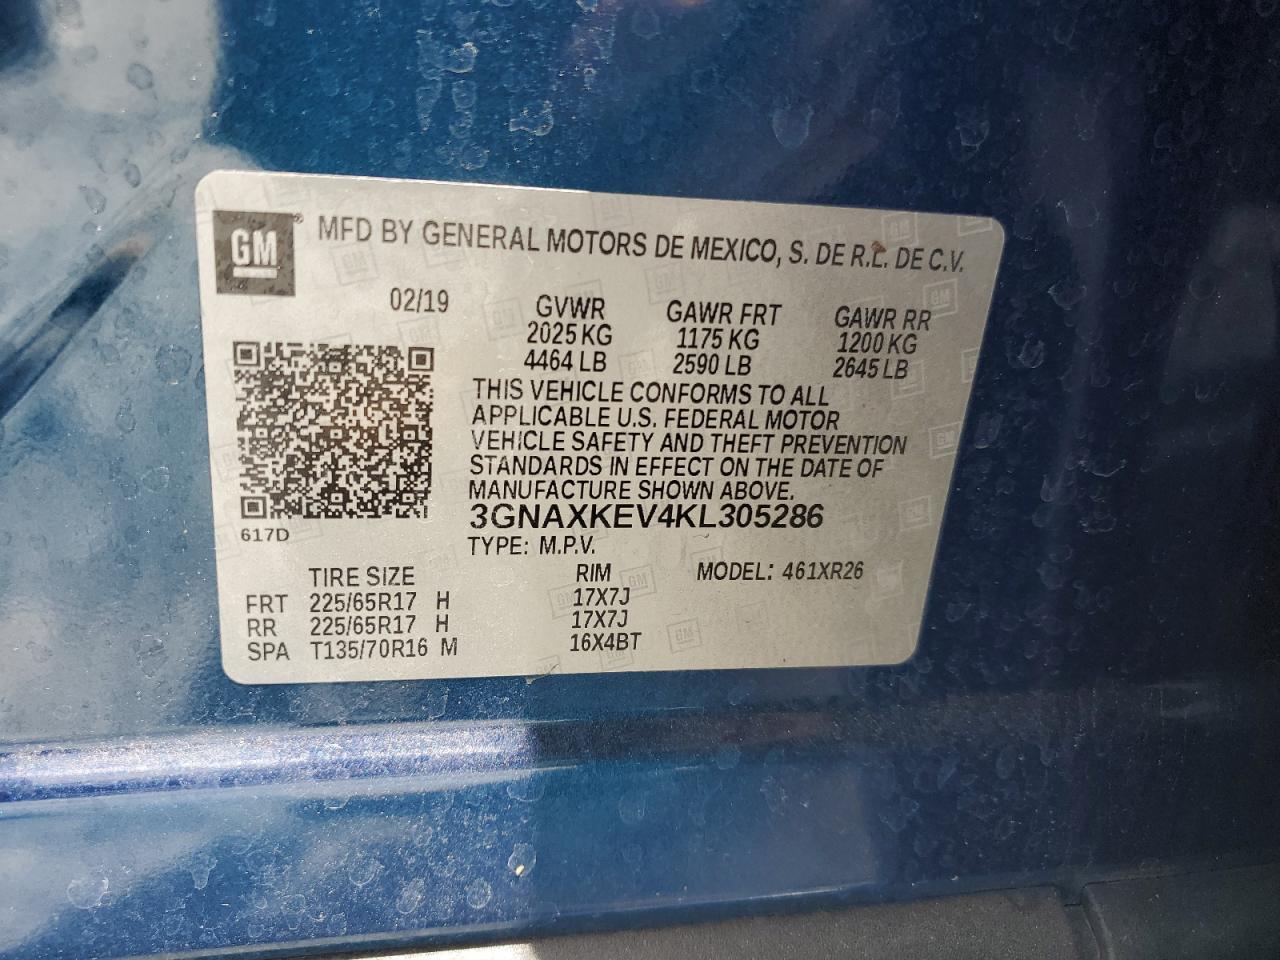 GM® MFD BY GENERAL MOTORS DE MEXICO, S. DE R.L. DE C.V.
02/19 GVWR GAWR FRT GAWR RR
2025 KG 1175 KG 1200 KG
4464 LB 2590 LB 2645 LB
THIS VEHICLE CONFORMS TO ALL
APPLICABLE U.S. FEDERAL MOTOR
VEHICLE SAFETY AND THEFT PREVENTION
STANDARDS IN EFFECT ON THE DATE OF
MANUFACTURE SHOWN ABOVE.
3GNAXKEV4KL305286
617D
TYPE: M.P.V.
TIRE SIZE RIM MODEL: 461XR26
FRT 225/65R17 H 17X7J
RR 225/65R17 H 17X7J
SPA T135/70R16 M 16X4BT